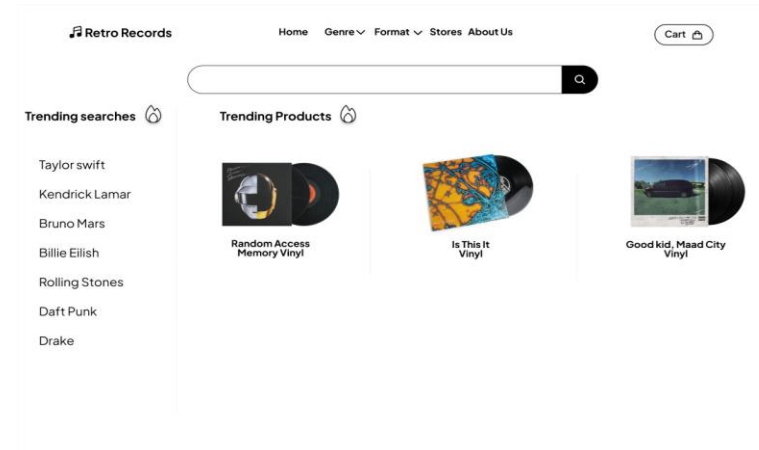 Retro Records
Home Genre Format Stores About Us
Cart
Trending searches
Trending Products
Taylor swift
Kendrick Lamar
Bruno Mars
Billie Eilish
Rolling Stones
Daft Punk
Drake
Random Access
Memory Vinyl
Is This It
Vinyl
Good kid, Maad City
Vinyl